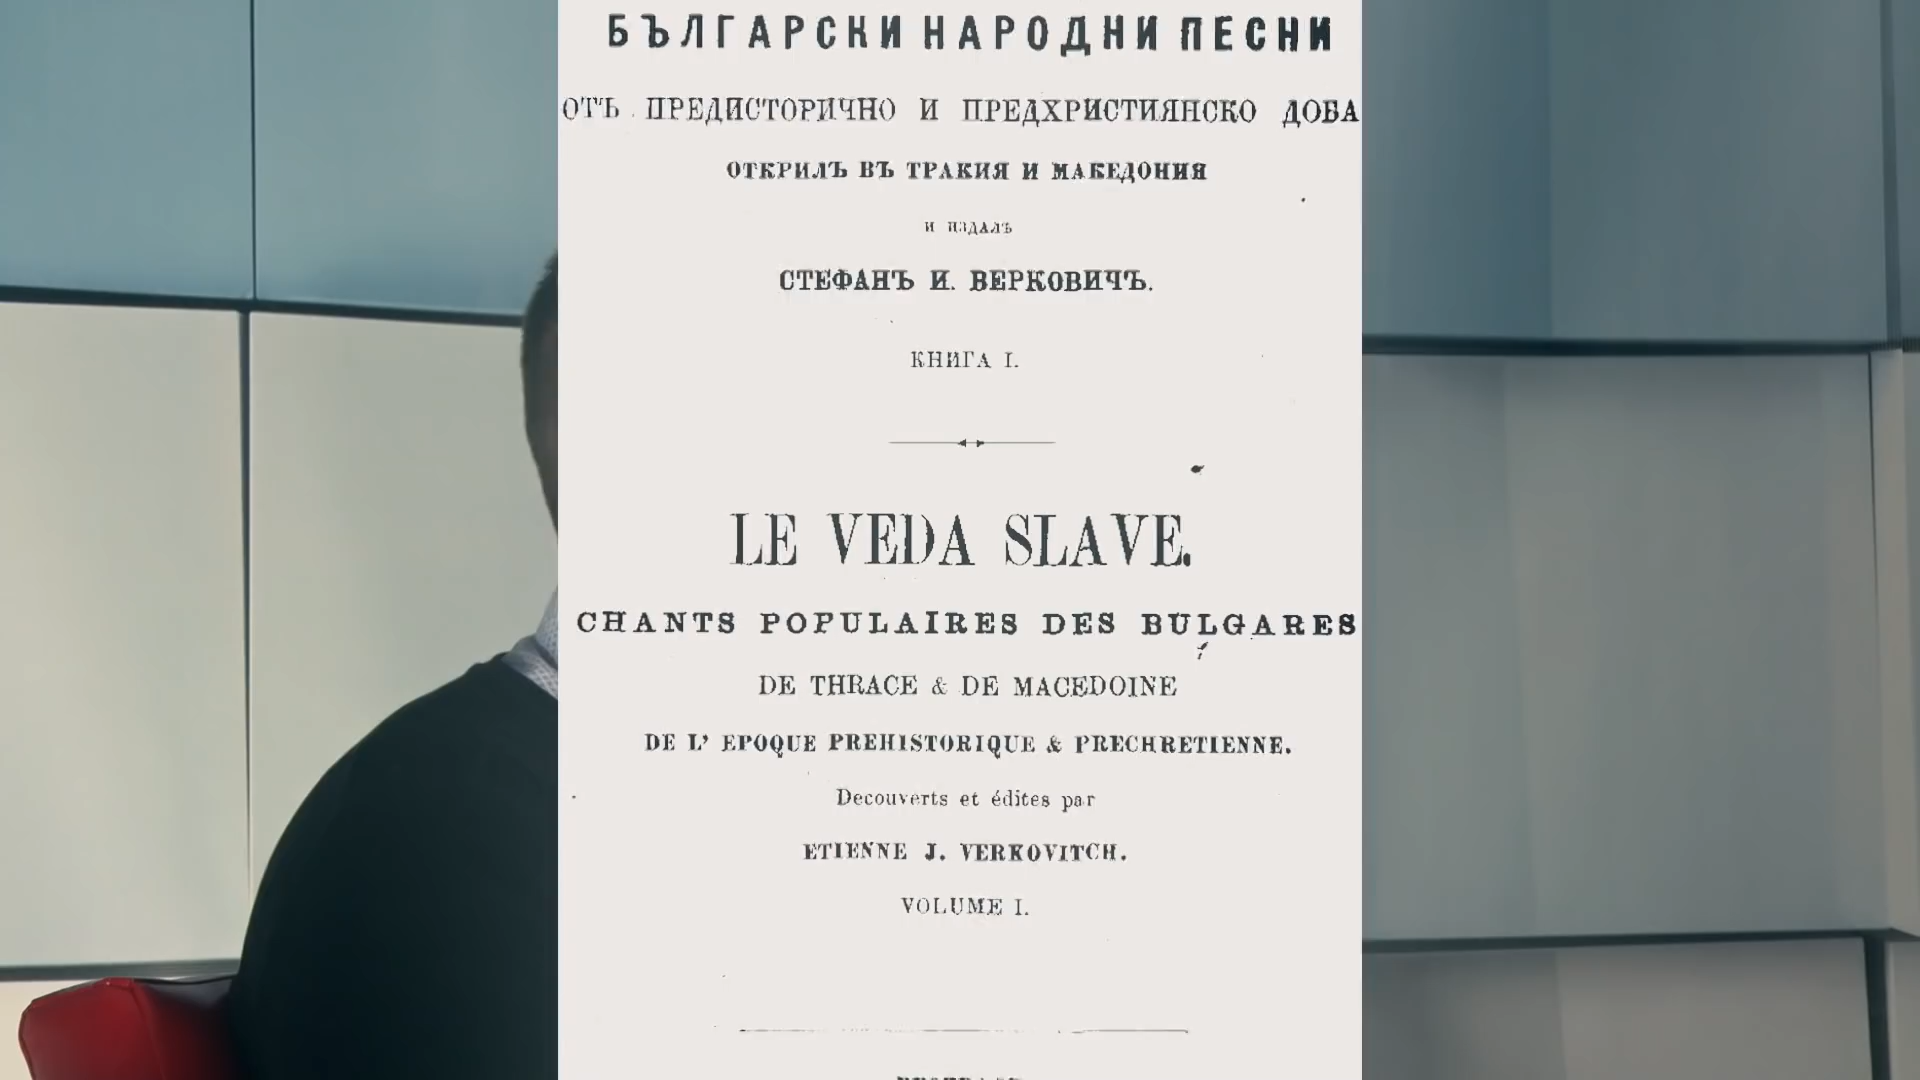 БЪЛГАРСКИ НАРОДНИ ПЕСНИ
ОТЪ ПРЕДИСТОРИЧНО И ПРЕДХРИСТИЯНСКО ДОБА
ОТКРИЛЪ ВЪ ТРАКИЯ И МАКЕДОНИЯ
И ИЗДАЛЪ
СТЕФАНЪ И. ВЕРКОВИЧЪ.
КНИГА I.
LE VEDA SLAVE.
CHANTS POPULAIRES DES BULGARES
DE THRACE & DE MACEDOINE
DE L' EPOQUE PREHISTORIQUE & PRECHRETIENNE.
Decouverts et édites par
ETIENNE J. VERKOVITCH.
VOLUME I.